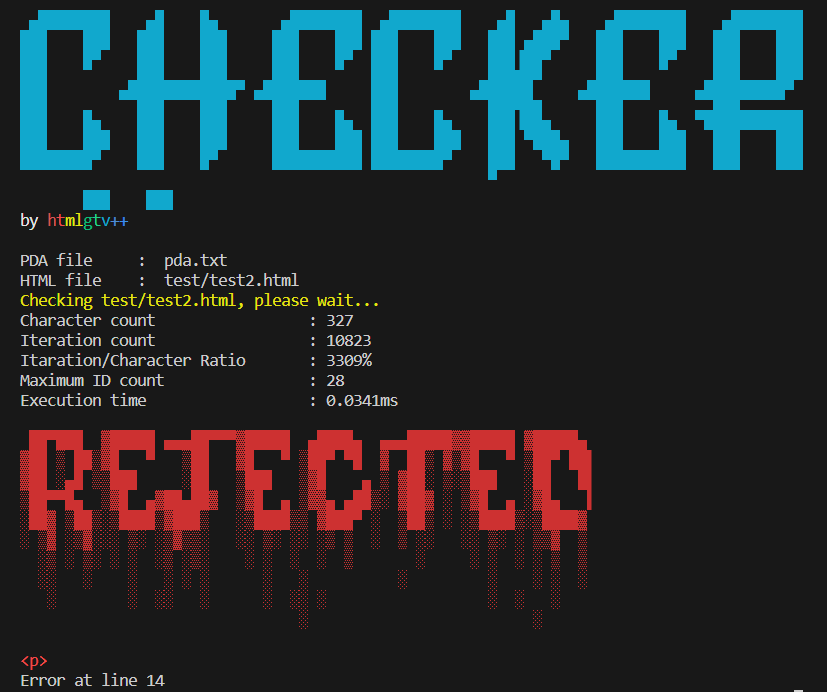 CHECKER
by htmlgtv++
PDA file : pda.txt
HTML file : test/test2.html
Checking test/test2.html, please wait...
Character count : 327
Iteration count : 10823
Itaration/Character Ratio : 3309%
Maximum ID count : 28
Execution time : 0.0341ms
REJECTED
<p>
Error at line 14